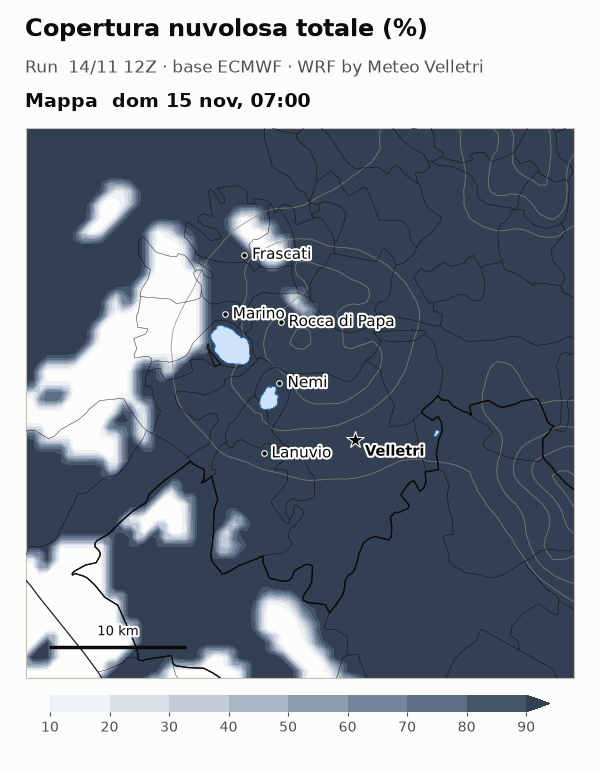 Copertura nuvolosa totale (%)
Run 14/11 12Z · base ECMWF · WRF by Meteo Velletri
Mappa dom 15 nov, 07:00
Frascati
Marino
Rocca di Papa
Nemi
Velletri
Lanuvio
10 km
10 20 30 40 50 60 70 80 90